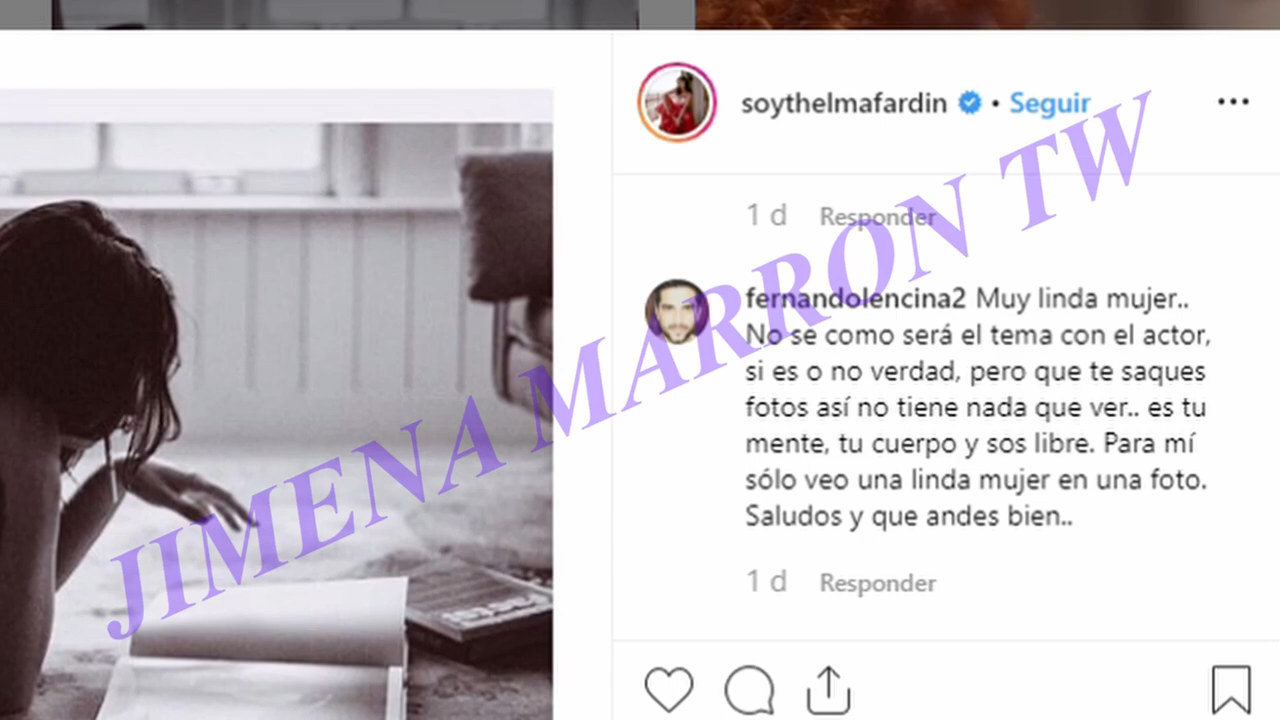 soythelmafardin • Seguir
1 d Responder
fernandolencina2 Muy linda mujer..
No se como será el tema con el actor,
si es o no verdad, pero que te saques
fotos así no tiene nada que ver.. es tu
mente, tu cuerpo y sos libre. Para mí
sólo veo una linda mujer en una foto.
Saludos y que andes bien..
1 d Responder
JIMENA MARRON TW